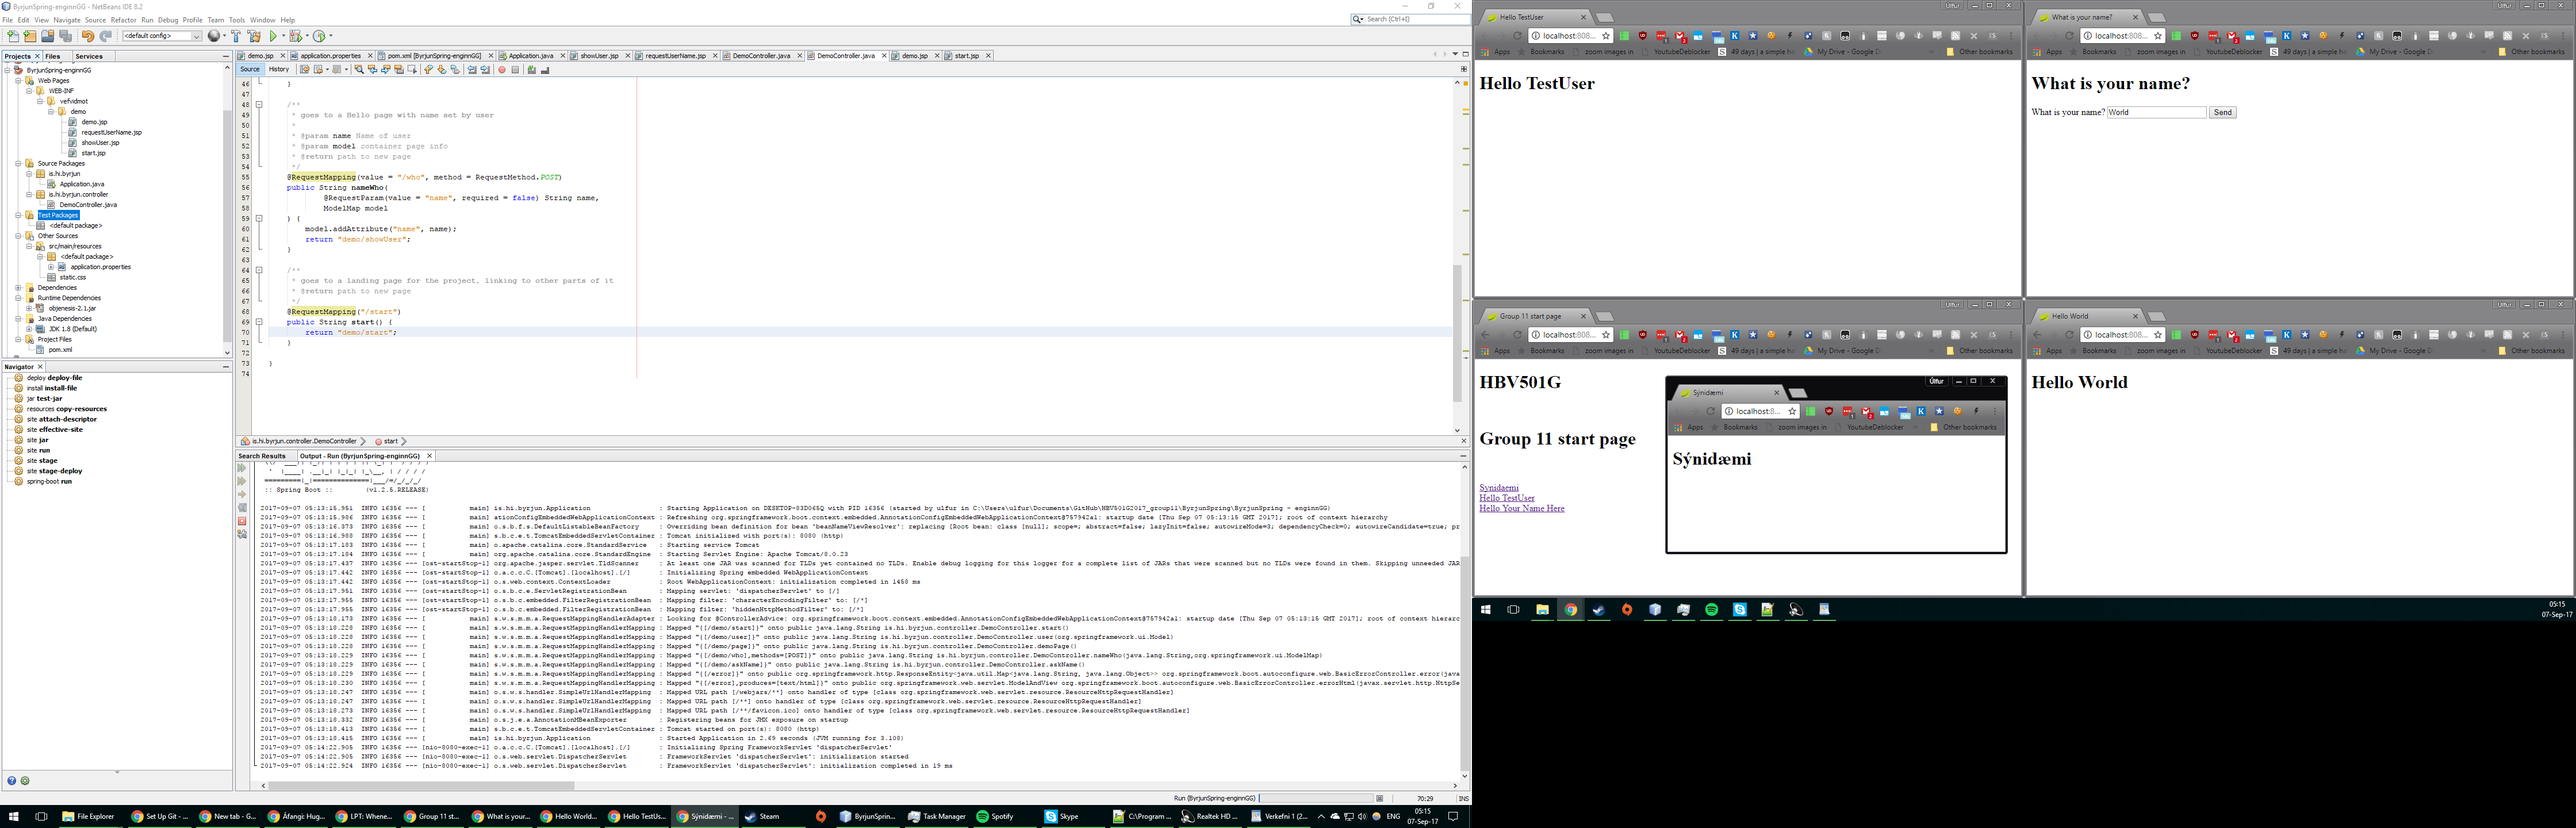 ByrjunSpring-enginnGG - NetBeans IDE 8.2
File Edit View Navigate Source Refactor Run Debug Profile Team Tools Window Help
Search (Ctrl+I)
<default config>
Projects Files Services
ByrjunSpring-enginnGG
Web Pages
WEB-INF
vefvidmot
demo
demo.jsp
requestUserName.jsp
showUser.jsp
start.jsp
Source Packages
is.hi.byrjun
Application.java
is.hi.byrjun.controller
DemoController.java
Test Packages
<default package>
Other Sources
src/main/resources
<default package>
application.properties
static.css
Dependencies
Runtime Dependencies
objenesis-2.1.jar
Java Dependencies
JDK 1.8 (Default)
Project Files
pom.xml
Navigator
deploy deploy-file
install install-file
jar test-jar
resources copy-resources
site attach-descriptor
site effective-site
site jar
site run
site stage
site stage-deploy
spring-boot run
demo.jsp application.properties pom.xml [ByrjunSpring-enginnGG] Application.java showUser.jsp requestUserName.jsp DemoController.java DemoController.java demo.jsp start.jsp
Source History
46 }
47
48 /**
49 * goes to a Hello page with name set by user
50 *
51 * @param name Name of user
52 * @param model container page info
53 * @return path to new page
54 */
55 @RequestMapping(value = "/who", method = RequestMethod.POST)
56 public String nameWho(
57 @RequestParam(value = "name", required = false) String name,
58 ModelMap model
59 ) {
60 model.addAttribute("name", name);
61 return "demo/showUser";
62 }
63
64 /**
65 * goes to a landing page for the project, linking to other parts of it
66 * @return path to new page
67 */
68 @RequestMapping("/start")
69 public String start() {
70 return "demo/start";
71 }
72
73 }
74
is.hi.byrjun.controller.DemoController start
Search Results Output - Run (ByrjunSpring-enginnGG)
:: Spring Boot :: (v1.2.5.RELEASE)
2017-09-07 05:13:15.951 INFO 16356 --- [ main] is.hi.byrjun.Application : Starting Application on DESKTOP-83D065Q with PID 16356 (started by ulfur in C:\Users\ulfur\Documents\GitHub\HBV501G2017_group11\ByrjunSpring\ByrjunSpring - enginnGG)
2017-09-07 05:13:15.986 INFO 16356 --- [ main] ationConfigEmbeddedWebApplicationContext : Refreshing org.springframework.boot.context.embedded.AnnotationConfigEmbeddedWebApplicationContext@757942a1: startup date [Thu Sep 07 05:13:15 GMT 2017]; root of context hierarchy
2017-09-07 05:13:16.873 INFO 16356 --- [ main] o.s.b.f.s.DefaultListableBeanFactory : Overriding bean definition for bean 'beanNameViewResolver': replacing [Root bean: class [null]; scope=; abstract=false; lazyInit=false; autowireMode=3; dependencyCheck=0; autowireCandidate=true; pr
2017-09-07 05:13:16.988 INFO 16356 --- [ main] s.b.c.e.t.TomcatEmbeddedServletContainer : Tomcat initialized with port(s): 8080 (http)
2017-09-07 05:13:17.183 INFO 16356 --- [ main] o.apache.catalina.core.StandardService : Starting service Tomcat
2017-09-07 05:13:17.184 INFO 16356 --- [ main] org.apache.catalina.core.StandardEngine : Starting Servlet Engine: Apache Tomcat/8.0.23
2017-09-07 05:13:17.437 INFO 16356 --- [ost-startStop-1] org.apache.jasper.servlet.TldScanner : At least one JAR was scanned for TLDs yet contained no TLDs. Enable debug logging for this logger for a complete list of JARs that were scanned but no TLDs were found in them. Skipping unneeded JAR
2017-09-07 05:13:17.442 INFO 16356 --- [ost-startStop-1] o.a.c.c.C.[Tomcat].[localhost].[/] : Initializing Spring embedded WebApplicationContext
2017-09-07 05:13:17.442 INFO 16356 --- [ost-startStop-1] o.s.web.context.ContextLoader : Root WebApplicationContext: initialization completed in 1458 ms
2017-09-07 05:13:17.951 INFO 16356 --- [ost-startStop-1] o.s.b.c.e.ServletRegistrationBean : Mapping servlet: 'dispatcherServlet' to [/]
2017-09-07 05:13:17.955 INFO 16356 --- [ost-startStop-1] o.s.b.c.embedded.FilterRegistrationBean : Mapping filter: 'characterEncodingFilter' to: [/*]
2017-09-07 05:13:17.955 INFO 16356 --- [ost-startStop-1] o.s.b.c.embedded.FilterRegistrationBean : Mapping filter: 'hiddenHttpMethodFilter' to: [/*]
2017-09-07 05:13:18.166 INFO 16356 --- [ main] s.w.s.m.m.a.RequestMappingHandlerAdapter : Looking for @ControllerAdvice: org.springframework.boot.context.embedded.AnnotationConfigEmbeddedWebApplicationContext@757942a1: startup date [Thu Sep 07 05:13:15 GMT 2017]; root of context hierarc
2017-09-07 05:13:18.228 INFO 16356 --- [ main] s.w.s.m.m.a.RequestMappingHandlerMapping : Mapped "{[/demo/start]}" onto public java.lang.String is.hi.byrjun.controller.DemoController.start()
2017-09-07 05:13:18.228 INFO 16356 --- [ main] s.w.s.m.m.a.RequestMappingHandlerMapping : Mapped "{[/demo/user]}" onto public java.lang.String is.hi.byrjun.controller.DemoController.user(org.springframework.ui.Model)
2017-09-07 05:13:18.228 INFO 16356 --- [ main] s.w.s.m.m.a.RequestMappingHandlerMapping : Mapped "{[/demo/page]}" onto public java.lang.String is.hi.byrjun.controller.DemoController.demoPage()
2017-09-07 05:13:18.229 INFO 16356 --- [ main] s.w.s.m.m.a.RequestMappingHandlerMapping : Mapped "{[/demo/who],methods=[POST]}" onto public java.lang.String is.hi.byrjun.controller.DemoController.nameWho(java.lang.String,org.springframework.ui.ModelMap)
2017-09-07 05:13:18.229 INFO 16356 --- [ main] s.w.s.m.m.a.RequestMappingHandlerMapping : Mapped "{[/demo/askName]}" onto public java.lang.String is.hi.byrjun.controller.DemoController.askName()
2017-09-07 05:13:18.229 INFO 16356 --- [ main] s.w.s.m.m.a.RequestMappingHandlerMapping : Mapped "{[/error]}" onto public org.springframework.http.ResponseEntity<java.util.Map<java.lang.String, java.lang.Object>> org.springframework.boot.autoconfigure.web.BasicErrorController.error(java
2017-09-07 05:13:18.230 INFO 16356 --- [ main] s.w.s.m.m.a.RequestMappingHandlerMapping : Mapped "{[/error],produces=[text/html]}" onto public org.springframework.web.servlet.ModelAndView org.springframework.boot.autoconfigure.web.BasicErrorController.errorHtml(javax.servlet.http.HttpSe
2017-09-07 05:13:18.247 INFO 16356 --- [ main] o.s.w.s.handler.SimpleUrlHandlerMapping : Mapped URL path [/webjars/**] onto handler of type [class org.springframework.web.servlet.resource.ResourceHttpRequestHandler]
2017-09-07 05:13:18.247 INFO 16356 --- [ main] o.s.w.s.handler.SimpleUrlHandlerMapping : Mapped URL path [/**] onto handler of type [class org.springframework.web.servlet.resource.ResourceHttpRequestHandler]
2017-09-07 05:13:18.273 INFO 16356 --- [ main] o.s.w.s.handler.SimpleUrlHandlerMapping : Mapped URL path [/**/favicon.ico] onto handler of type [class org.springframework.web.servlet.resource.ResourceHttpRequestHandler]
2017-09-07 05:13:18.332 INFO 16356 --- [ main] o.s.j.e.a.AnnotationMBeanExporter : Registering beans for JMX exposure on startup
2017-09-07 05:13:18.413 INFO 16356 --- [ main] s.b.c.e.t.TomcatEmbeddedServletContainer : Tomcat started on port(s): 8080 (http)
2017-09-07 05:13:18.415 INFO 16356 --- [ main] is.hi.byrjun.Application : Started Application in 2.69 seconds (JVM running for 3.108)
2017-09-07 05:14:22.905 INFO 16356 --- [nio-8080-exec-1] o.a.c.c.C.[Tomcat].[localhost].[/] : Initializing Spring FrameworkServlet 'dispatcherServlet'
2017-09-07 05:14:22.905 INFO 16356 --- [nio-8080-exec-1] o.s.web.servlet.DispatcherServlet : FrameworkServlet 'dispatcherServlet': initialization started
2017-09-07 05:14:22.924 INFO 16356 --- [nio-8080-exec-1] o.s.web.servlet.DispatcherServlet : FrameworkServlet 'dispatcherServlet': initialization completed in 19 ms
Run (ByrjunSpring-enginnGG) 70:29 INS
File Explorer Set Up Git - ... New tab - G... Áfangi: Hug... LPT: Whene... Group 11 st... What is your... Hello World... Hello TestUs... Sýnidæmi - ... Steam ByrjunSprin... Task Manager Spotify Skype C:\Program ... Realtek HD ... Verkefni 1 (2... ENG 05:15
07-Sep-17
Hello TestUser Úlfur
localhost:808...
Apps Bookmarks zoom images in YoutubeDeblocker 49 days | a simple ha My Drive - Google D Other bookmarks
Hello TestUser
What is your name? Úlfur
localhost:808...
Apps Bookmarks zoom images in YoutubeDeblocker 49 days | a simple ha My Drive - Google D Other bookmarks
What is your name?
What is your name? World Send
Group 11 start page Úlfur
localhost:808...
Apps Bookmarks zoom images in YoutubeDeblocker 49 days | a simple ha My Drive - Google D Other bookmarks
HBV501G
Group 11 start page
Synidaemi
Hello TestUser
Hello Your Name Here
Sýnidæmi Úlfur
localhost:8...
Apps Bookmarks zoom images in YoutubeDeblocker Other bookmarks
Sýnidæmi
Hello World Úlfur
localhost:808...
Apps Bookmarks zoom images in YoutubeDeblocker 49 days | a simple ha My Drive - Google D Other bookmarks
Hello World
05:15
07-Sep-17